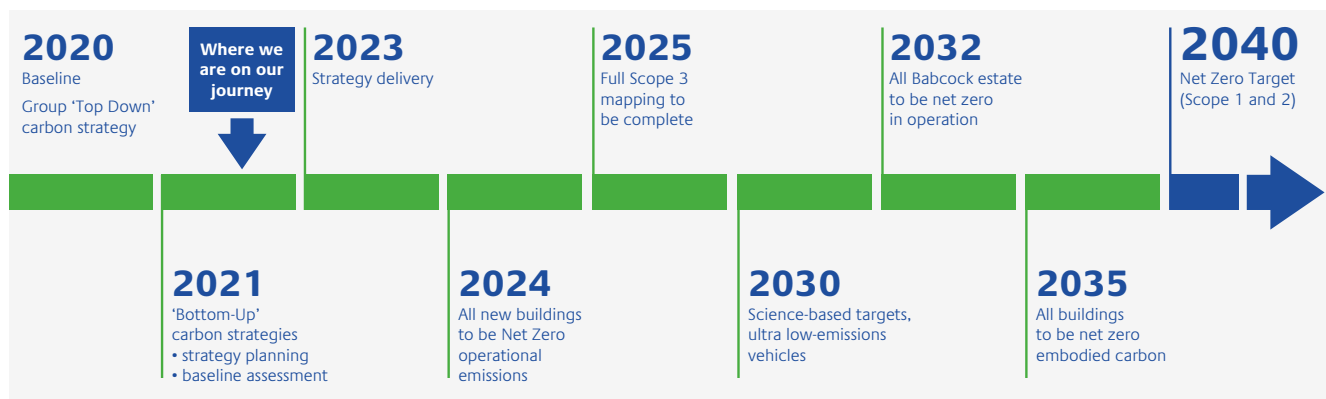 2020
Baseline
Group ‘Top Down’
carbon strategy
Where we
are on our
journey
2023
Strategy delivery
2025
Full Scope 3
mapping to
be complete
2032
All Babcock estate
to be net zero
in operation
2040
Net Zero Target
(Scope 1 and 2)
2021
‘Bottom-Up’
carbon strategies
• strategy planning
• baseline assessment
2024
All new buildings
to be Net Zero
operational
emissions
2030
Science-based targets,
ultra low-emissions
vehicles
2035
All buildings
to be net zero
embodied carbon